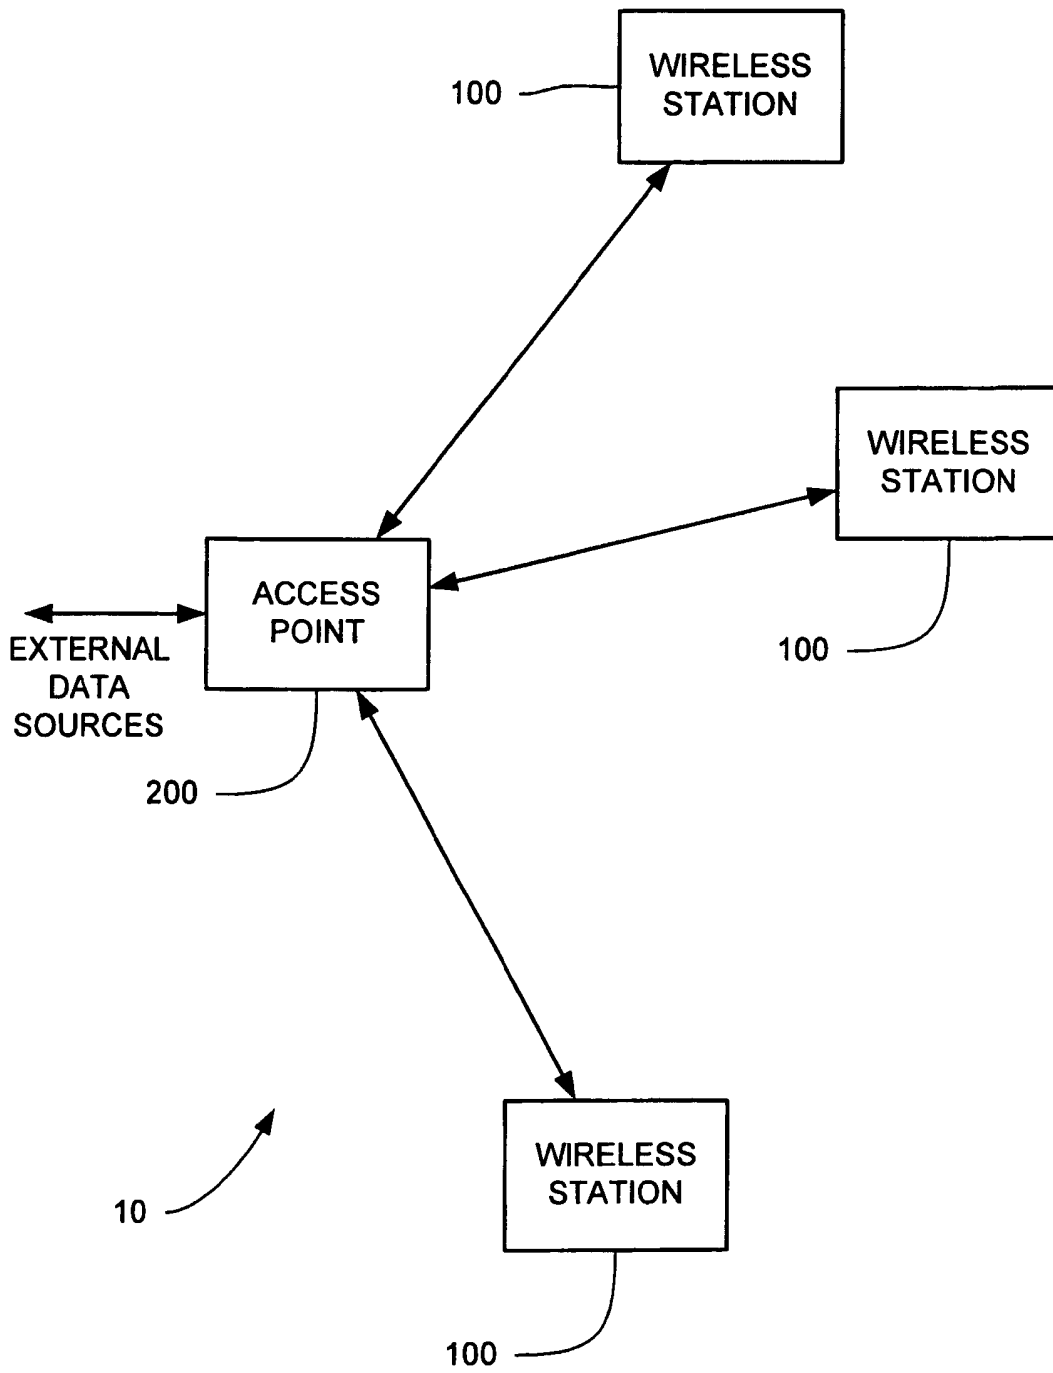 WIRELESS
STATION
100
WIRELESS
STATION
100
ACCESS
POINT
EXTERNAL
DATA
SOURCES
200
WIRELESS
STATION
10
100